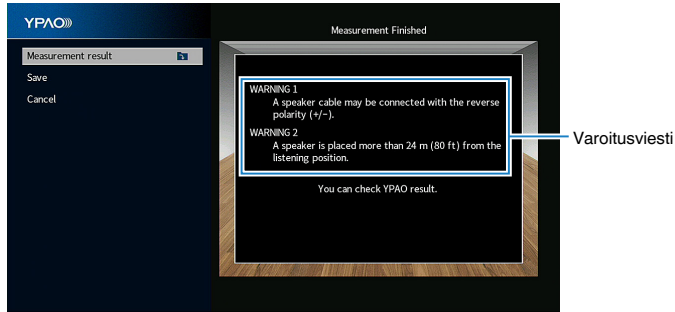 YPAO
Measurement Finished
Measurement result
Save
Cancel
WARNING 1
A speaker cable may be connected with the reverse
polarity (+/−).
WARNING 2
A speaker is placed more than 24 m (80 ft) from the
listening position.
You can check YPAO result.
Varoitusviesti